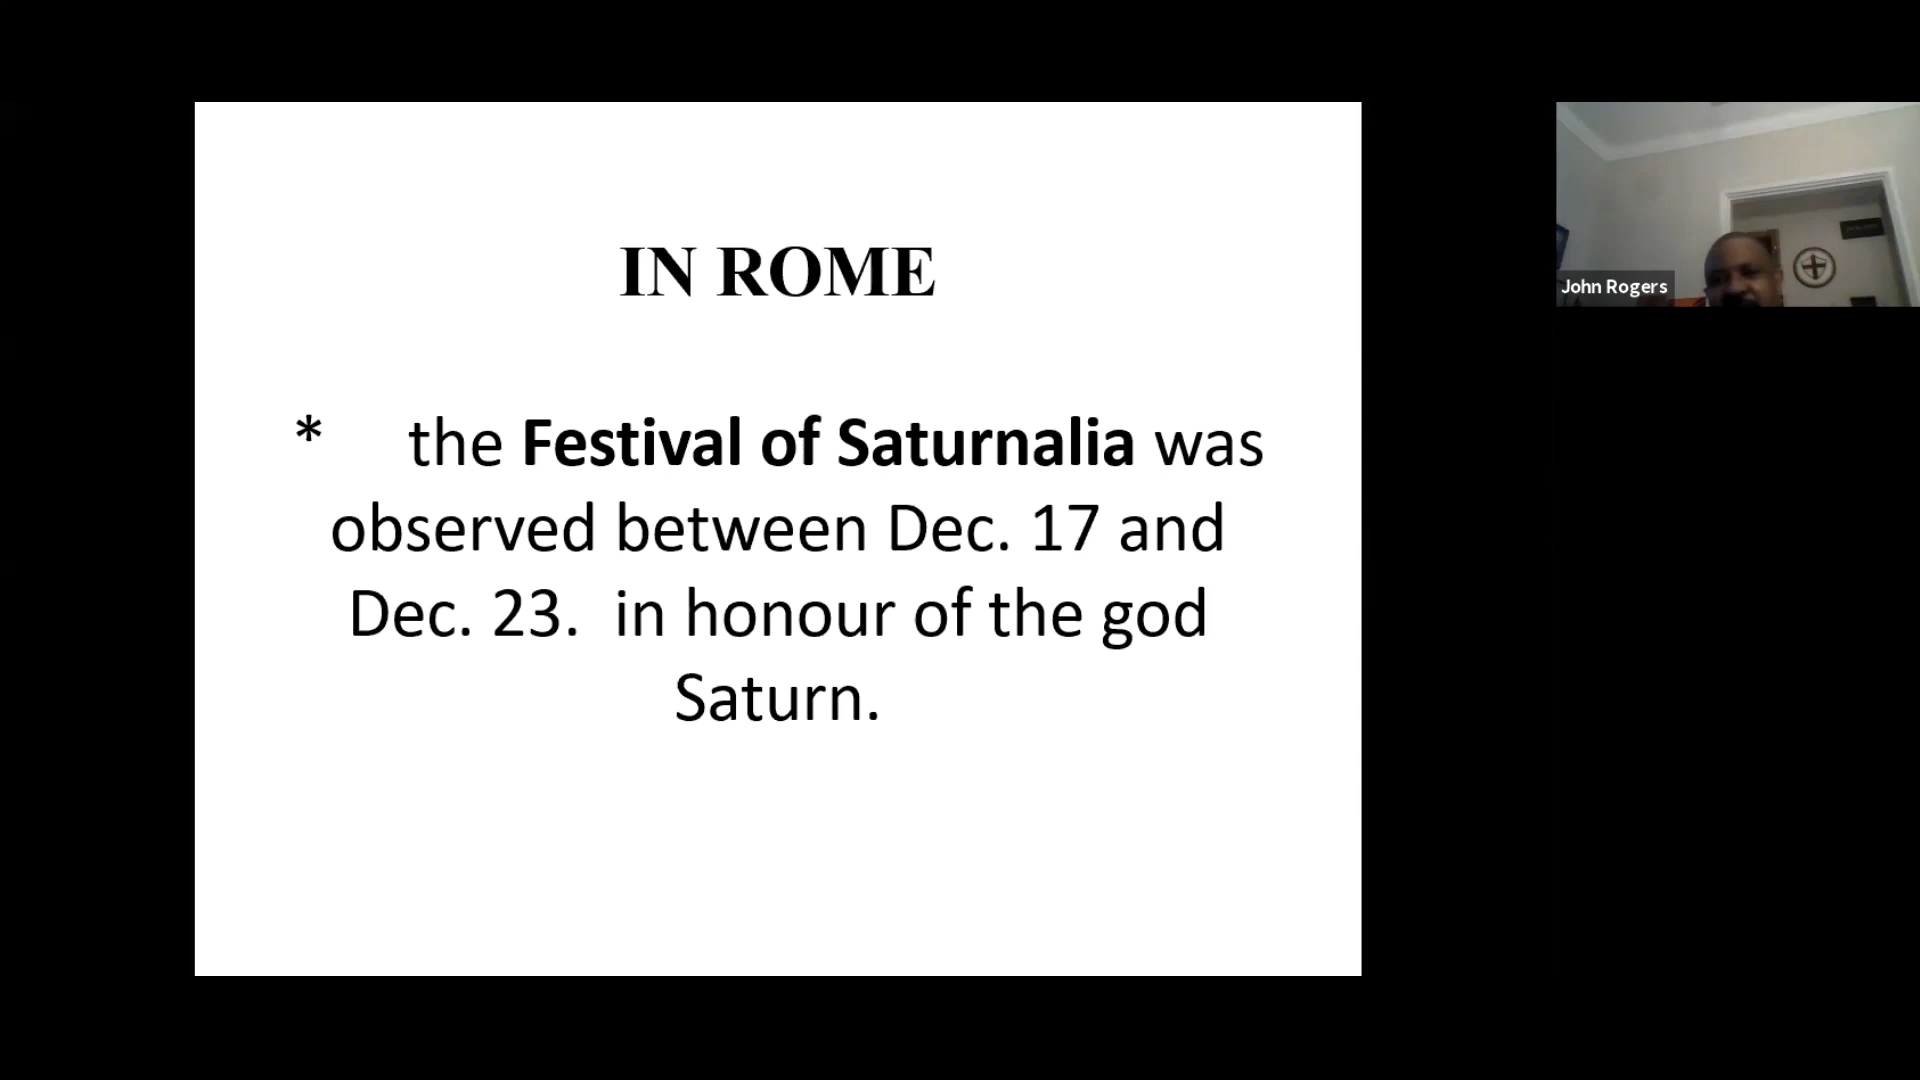 IN ROME
* the Festival of Saturnalia was
observed between Dec. 17 and
Dec. 23. in honour of the god
Saturn.
John Rogers